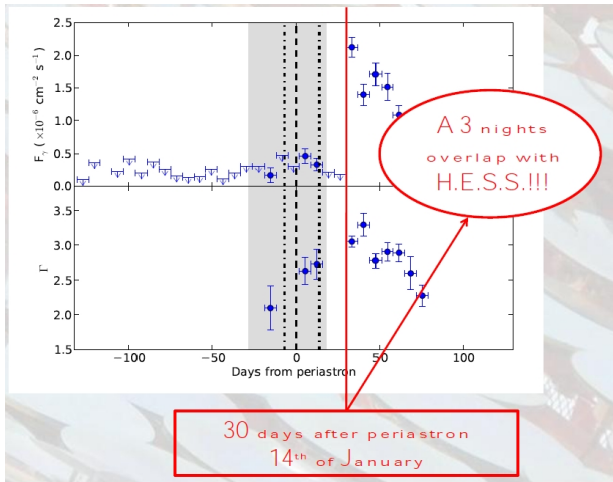 2.5
2.0
1.5
1.0
0.5
0.0
F_γ ( ×10⁻⁶ cm⁻² s⁻¹ )
A 3 nights
overlap with
H.E.S.S.!!!
3.5
3.0
2.5
2.0
1.5
Γ
−100 −50 0 50 100
Days from periastron
30 days after periastron
14th of January